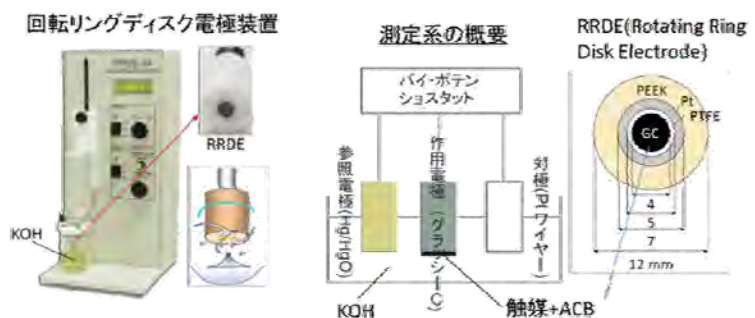 回転リングディスク電極装置
RRDE
KOH
測定系の概要
バイ・ポテン
ショスタット
参照電極(Hg/HgO)
作用電極（グラッシーC）
対極(Ptワイヤー)
KOH
触媒+ACB
RRDE(Rotating Ring
Disk Electrode)
PEEK
Pt
PTFE
GC
4
5
7
12 mm